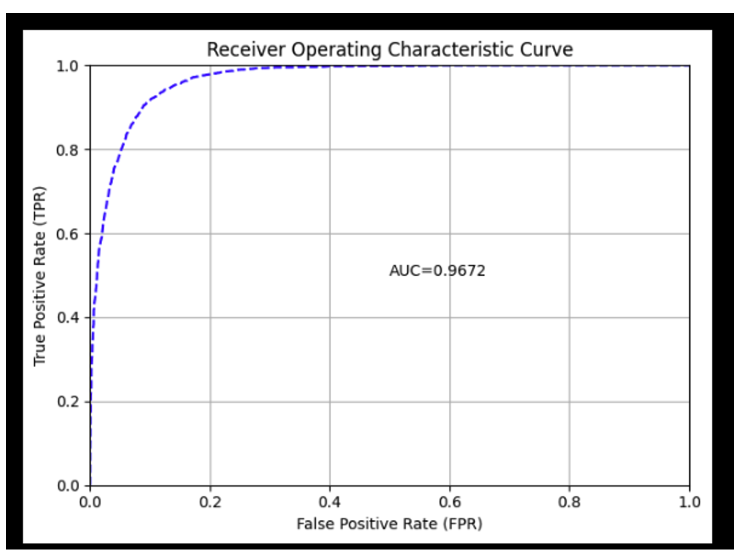 Receiver Operating Characteristic Curve
1.0
0.8
0.6
0.4
0.2
0.0
True Positive Rate (TPR)
AUC=0.9672
0.0 0.2 0.4 0.6 0.8 1.0
False Positive Rate (FPR)